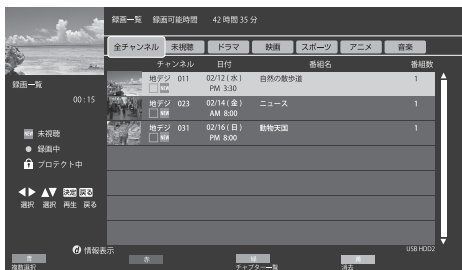 録画一覧 録画可能時間 42 時間 35 分
全チャンネル 未視聴 ドラマ 映画 スポーツ アニメ 音楽
チャンネル 日付 番組名 番組数
地デジ 011 02/12 ( 水 ) 自然の散歩道 1
NEW PM 3:30
地デジ 023 02/14 ( 金 ) ニュース 1
NEW AM 8:00
地デジ 031 02/16 ( 日 ) 動物天国 1
NEW PM 8:00
録画一覧
00 : 15
NEW 未視聴
録画中
プロテクト中
決定 戻る
選択 選択 再生 戻る
d 情報表示
USB HDD2
青 赤 緑 黄
複数選択 チャプター一覧 消去